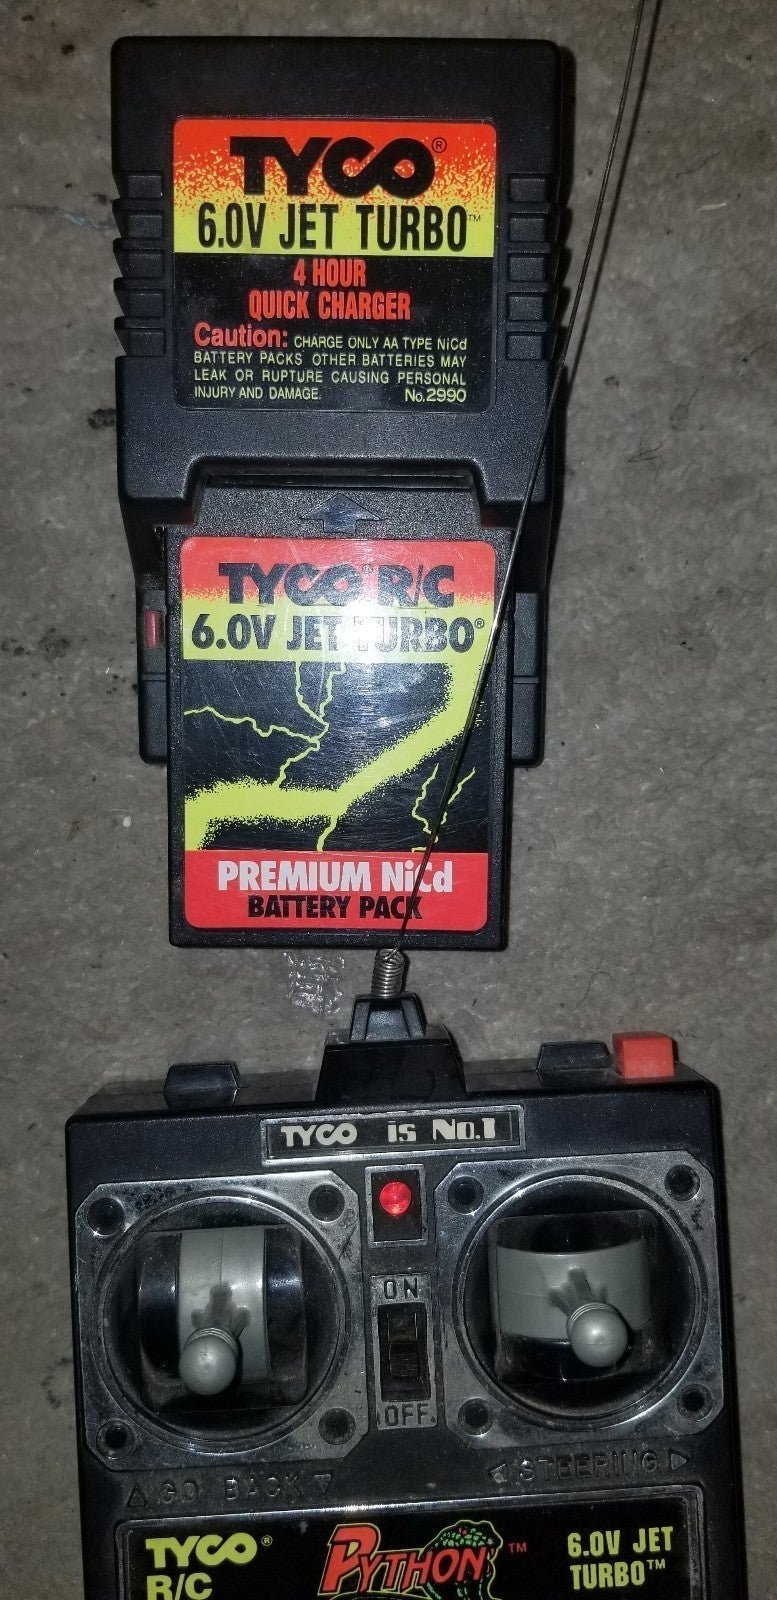 TYCO®
6.0V JET TURBO™
4 HOUR
QUICK CHARGER
Caution: CHARGE ONLY AA TYPE NiCd
BATTERY PACKS OTHER BATTERIES MAY
LEAK OR RUPTURE CAUSING PERSONAL
INJURY AND DAMAGE. No.2990
TYCO® R/C
6.0V JET TURBO®
PREMIUM NiCd
BATTERY PACK
TYCO is No.1
ON
OFF
△ GO BACK ▽
◁ STEERING ▷
TYCO® PYTHON™ 6.0V JET
R/C TURBO™